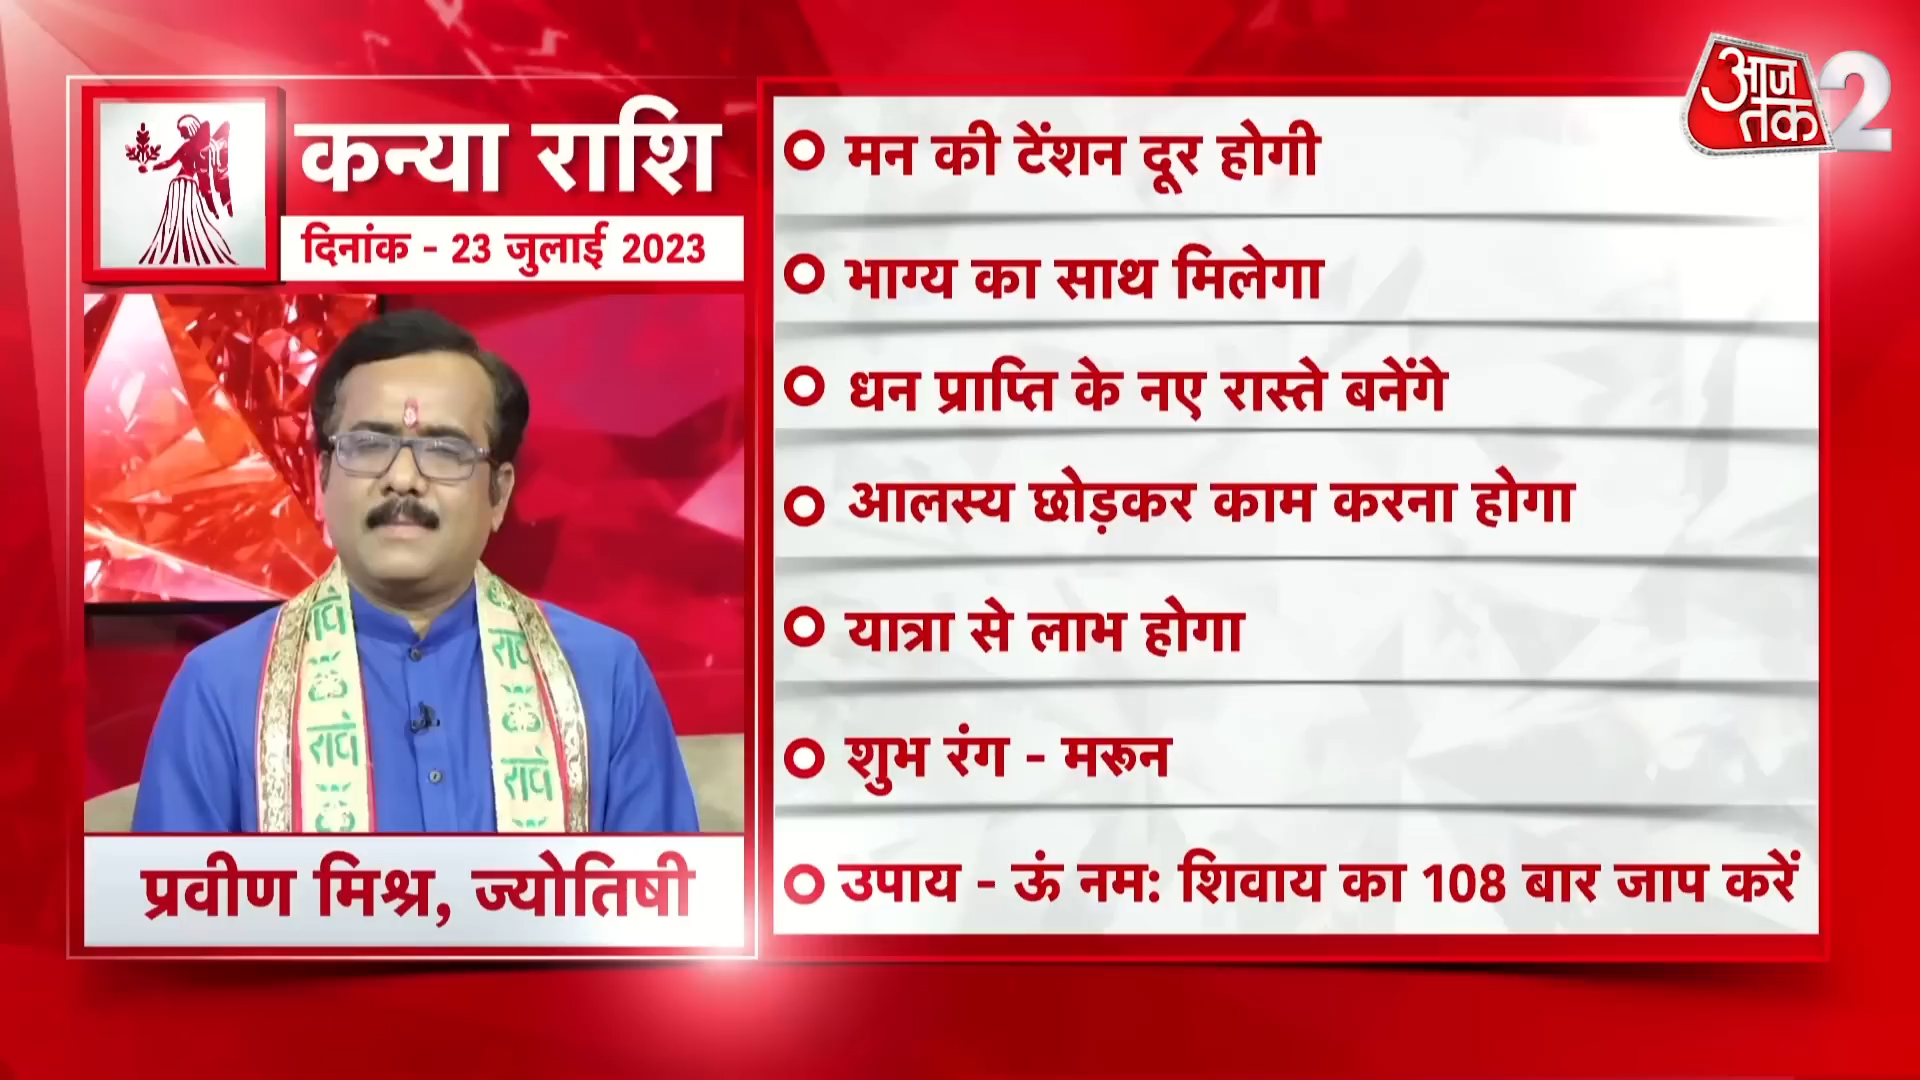 कन्या राशि
दिनांक - 23 जुलाई 2023
राधे
राधे
राधे
राधे
प्रवीण मिश्र, ज्योतिषी
आज तक 2
मन की टेंशन दूर होगी
भाग्य का साथ मिलेगा
धन प्राप्ति के नए रास्ते बनेंगे
आलस्य छोड़कर काम करना होगा
यात्रा से लाभ होगा
शुभ रंग - मरून
उपाय - ऊं नम: शिवाय का 108 बार जाप करें